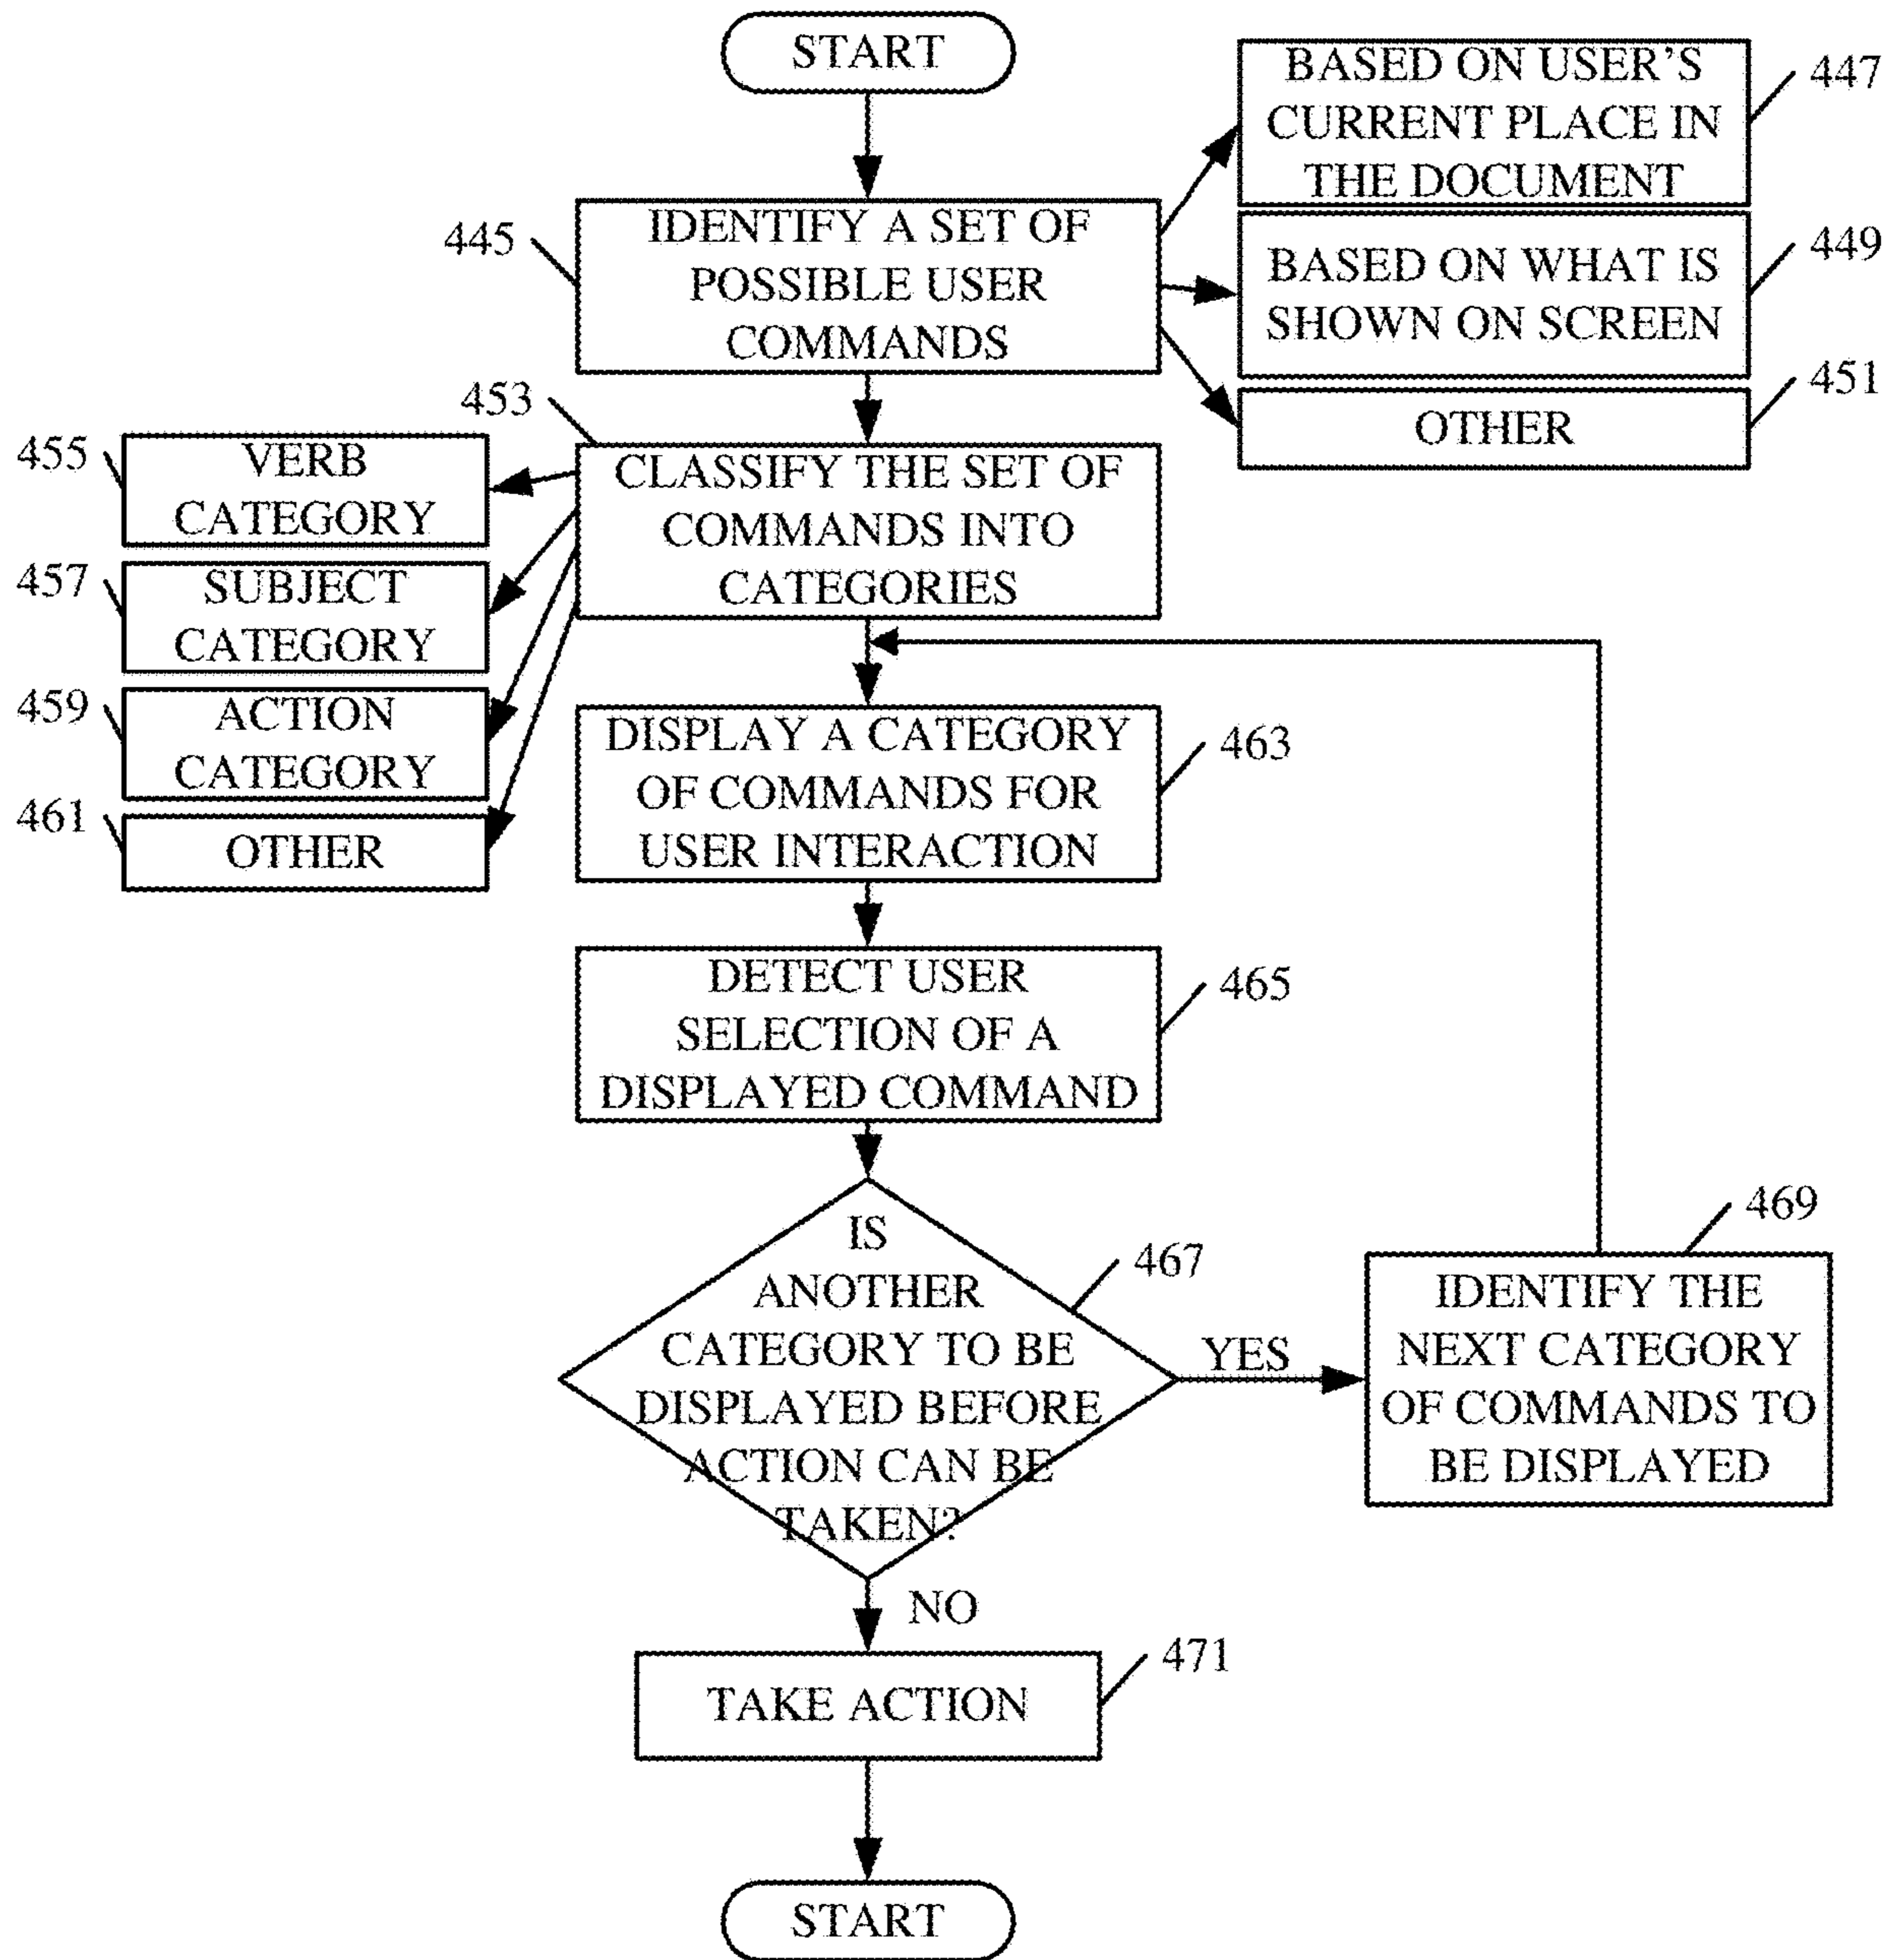 START
BASED ON USER'S
CURRENT PLACE IN
THE DOCUMENT
447
445
IDENTIFY A SET OF
POSSIBLE USER
COMMANDS
BASED ON WHAT IS
SHOWN ON SCREEN
449
OTHER
451
453
CLASSIFY THE SET OF
COMMANDS INTO
CATEGORIES
455
VERB
CATEGORY
457
SUBJECT
CATEGORY
459
ACTION
CATEGORY
461
OTHER
DISPLAY A CATEGORY
OF COMMANDS FOR
USER INTERACTION
463
DETECT USER
SELECTION OF A
DISPLAYED COMMAND
465
IS
ANOTHER
CATEGORY TO BE
DISPLAYED BEFORE
ACTION CAN BE
TAKEN?
467
YES
469
IDENTIFY THE
NEXT CATEGORY
OF COMMANDS TO
BE DISPLAYED
NO
TAKE ACTION
471
START